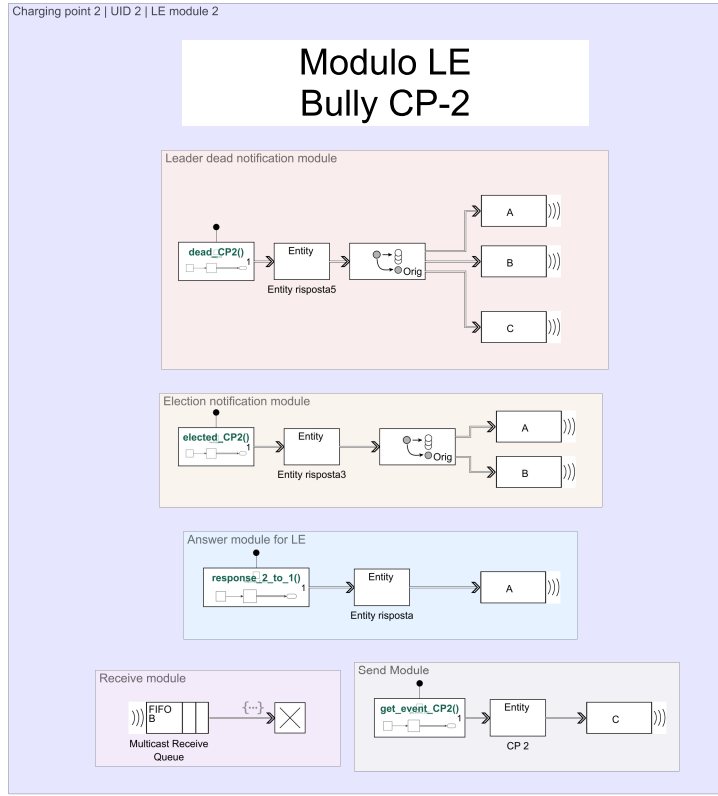 Charging point 2 | UID 2 | LE module 2
Modulo LE
Bully CP-2
Leader dead notification module
dead_CP2()
1
Entity
Entity risposta5
Orig
A
B
C
Election notification module
elected_CP2()
1
Entity
Entity risposta3
Orig
A
B
Answer module for LE
response_2_to_1()
1
Entity
Entity risposta
A
Receive module
FIFO
B
{...}
Multicast Receive
Queue
Send Module
get_event_CP2()
1
Entity
CP 2
C